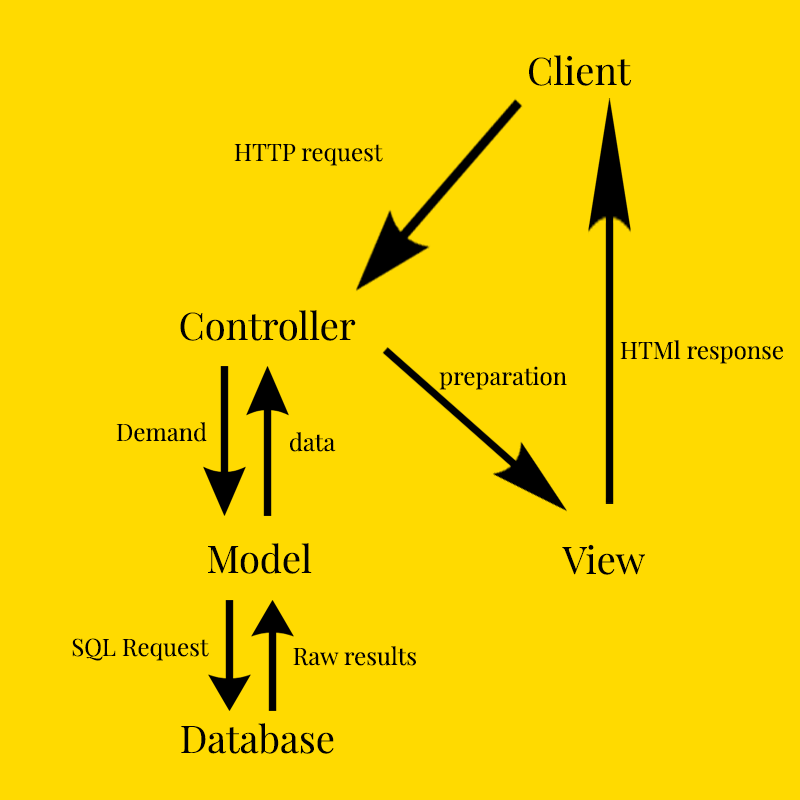 Client
HTTP request
Controller
HTMl response
preparation
Demand
data
Model
View
SQL Request
Raw results
Database